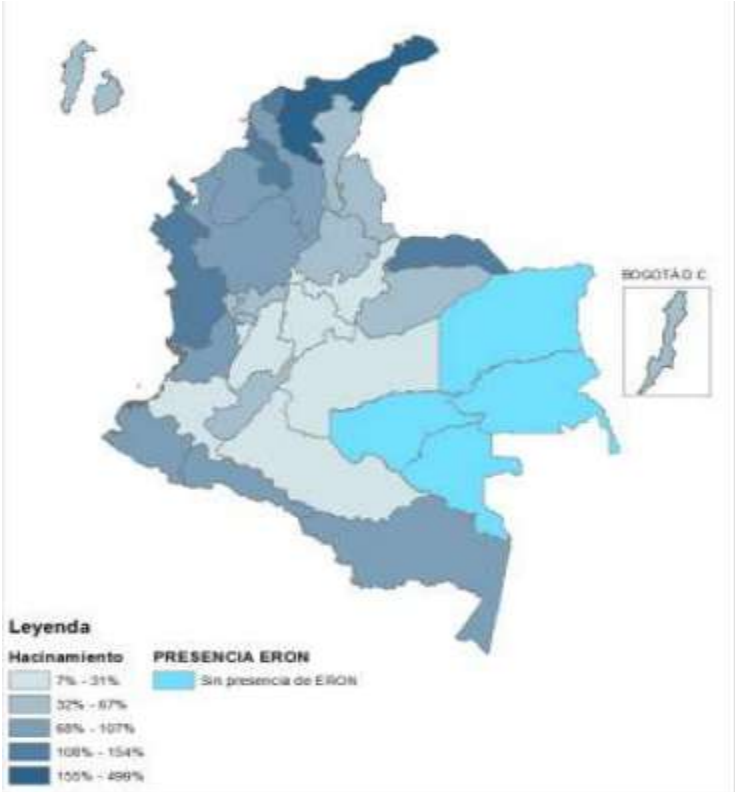 BOGOTÁ D.C
Leyenda
Hacinamiento
7% - 31%
32% - 67%
68% - 107%
108% - 154%
155% - 499%
PRESENCIA ERON
Sin presencia de ERON